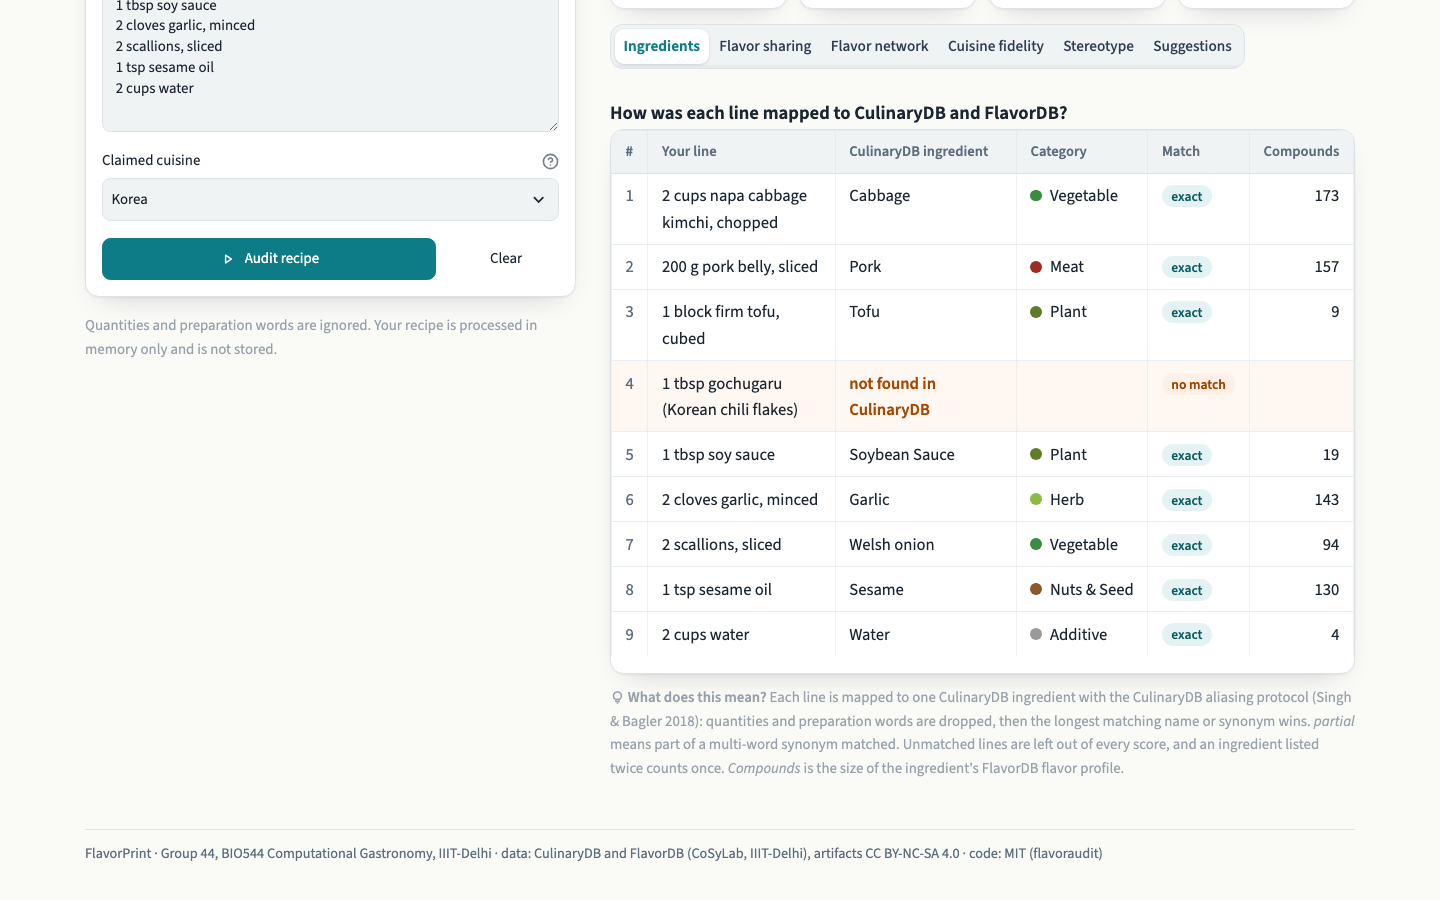 1 tbsp soy sauce
2 cloves garlic, minced
2 scallions, sliced
1 tsp sesame oil
2 cups water
Claimed cuisine
Korea
Audit recipe
Clear
Quantities and preparation words are ignored. Your recipe is processed in
memory only and is not stored.
Ingredients Flavor sharing Flavor network Cuisine fidelity Stereotype Suggestions
How was each line mapped to CulinaryDB and FlavorDB?
# Your line CulinaryDB ingredient Category Match Compounds
1 2 cups napa cabbage kimchi, chopped Cabbage Vegetable exact 173
2 200 g pork belly, sliced Pork Meat exact 157
3 1 block firm tofu, cubed Tofu Plant exact 9
4 1 tbsp gochugaru (Korean chili flakes) not found in CulinaryDB no match
5 1 tbsp soy sauce Soybean Sauce Plant exact 19
6 2 cloves garlic, minced Garlic Herb exact 143
7 2 scallions, sliced Welsh onion Vegetable exact 94
8 1 tsp sesame oil Sesame Nuts & Seed exact 130
9 2 cups water Water Additive exact 4
What does this mean? Each line is mapped to one CulinaryDB ingredient with the CulinaryDB aliasing protocol (Singh
& Bagler 2018): quantities and preparation words are dropped, then the longest matching name or synonym wins. partial
means part of a multi-word synonym matched. Unmatched lines are left out of every score, and an ingredient listed
twice counts once. Compounds is the size of the ingredient's FlavorDB flavor profile.
FlavorPrint · Group 44, BIO544 Computational Gastronomy, IIIT-Delhi · data: CulinaryDB and FlavorDB (CoSyLab, IIIT-Delhi), artifacts CC BY-NC-SA 4.0 · code: MIT (flavoraudit)